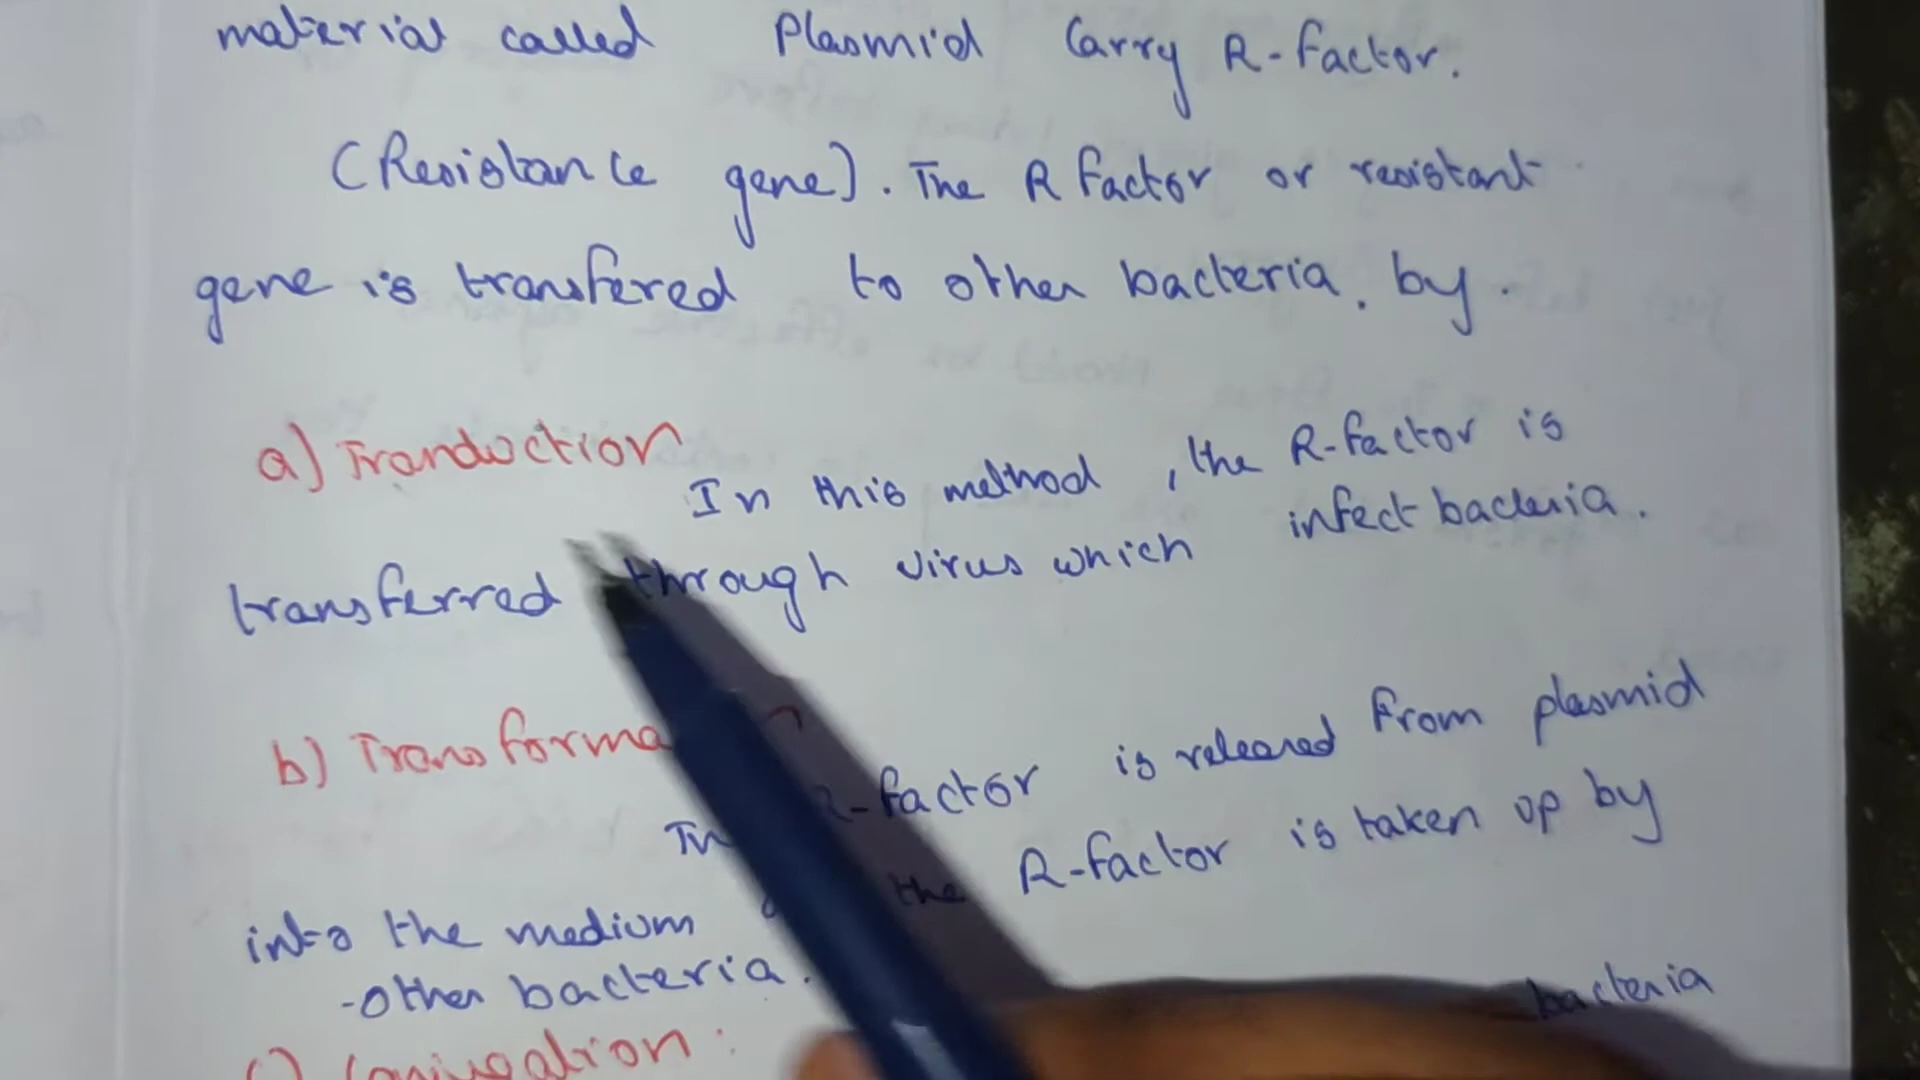 material called Plasmid Carry R-factor.
(Resistance gene). The R factor or resistant
gene is transfered to other bacteria. by.
a) Tranduction
In this method, the R-factor is
transferred through virus which infect bacteria.
b) Transforma
R-factor is released from plasmid
into the medium the R-factor is taken up by
-other bacteria.
c) Conjugation:
bacteria